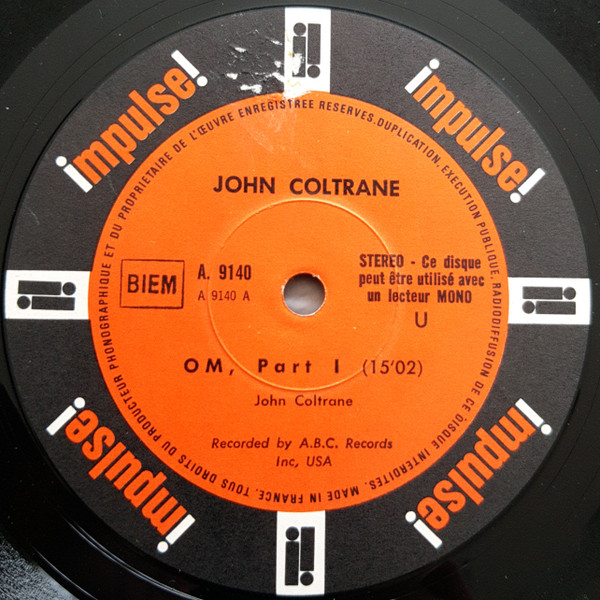 impulse!
impulse!
JOHN COLTRANE
BIEM
A. 9140
A 9140 A
STEREO - Ce disque
peut être utilisé avec
un lecteur MONO
U
OM, Part I (15'02)
John Coltrane
Recorded by A.B.C. Records
Inc, USA
impulse!
impulse!
TOUS DROITS DU PRODUCTEUR PHONOGRAPHIQUE ET DU PROPRIETAIRE DE L'ŒUVRE ENREGISTREE RESERVES. DUPLICATION, EXECUTION PUBLIQUE, RADIODIFFUSION DE CE DISQUE INTERDITES. MADE IN FRANCE.